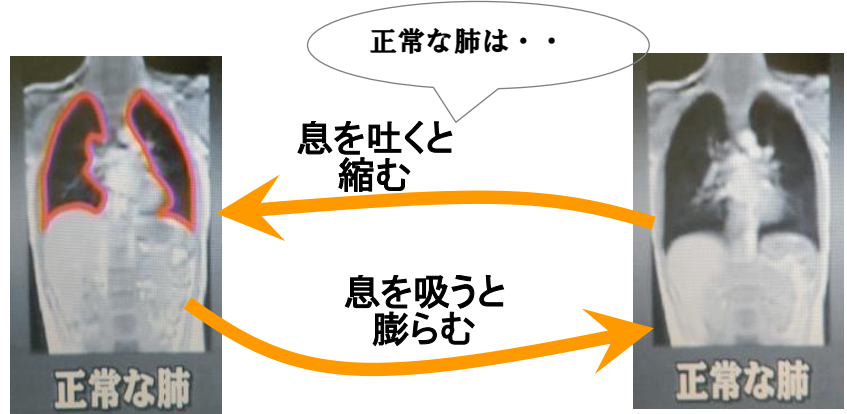 正常な肺は・・
息を吐くと
縮む
息を吸うと
膨らむ
正常な肺
正常な肺